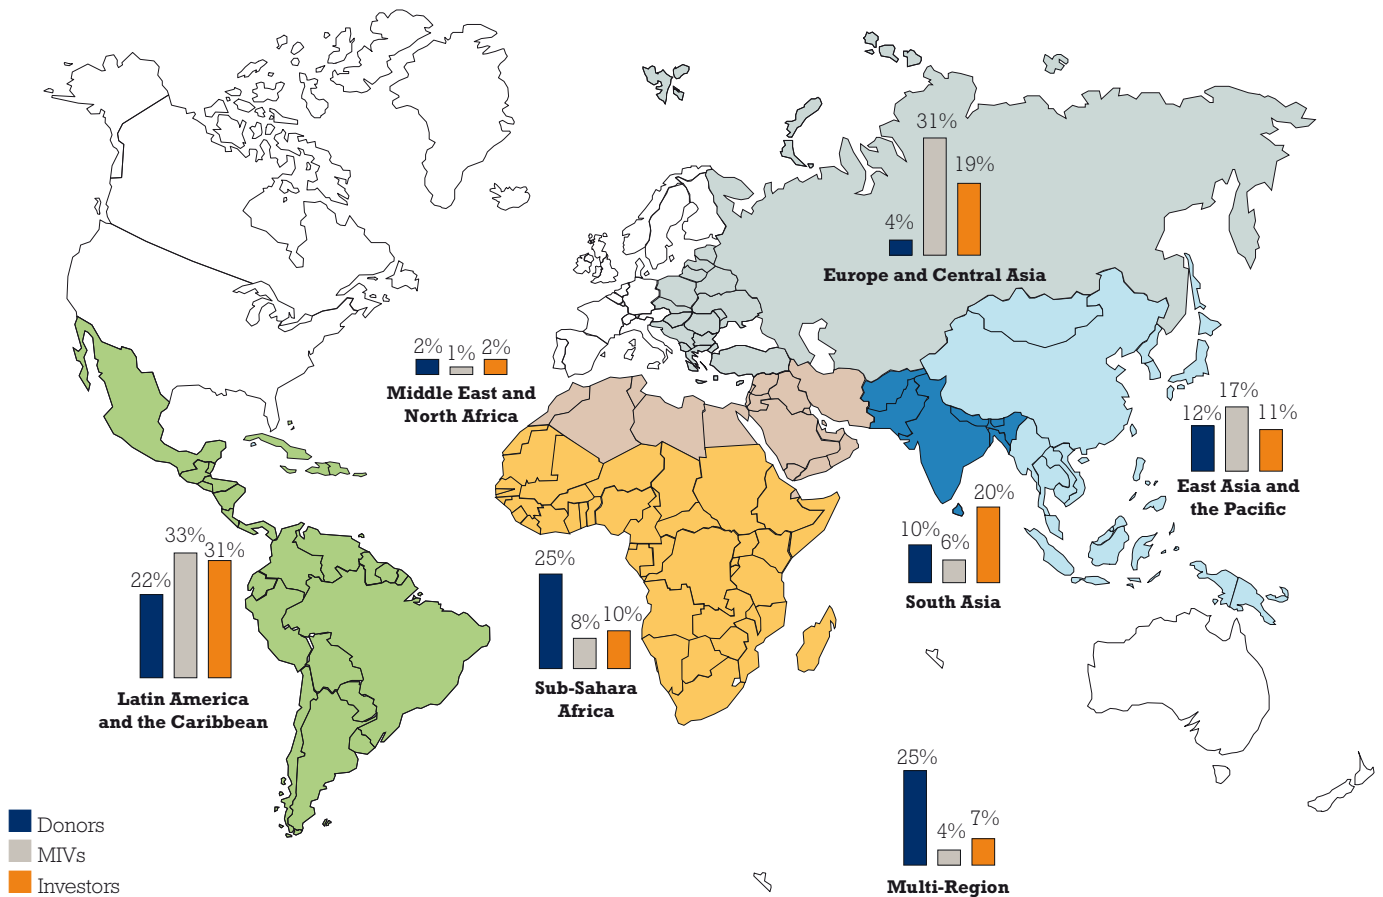 31%
19%
4%
Europe and Central Asia
2%
1%
2%
Middle East and
North Africa
17%
12%
11%
East Asia and
the Pacific
20%
10%
6%
South Asia
33%
31%
22%
Latin America
and the Caribbean
25%
8%
10%
Sub-Sahara
Africa
25%
4%
7%
Multi-Region
Donors
MIVs
Investors